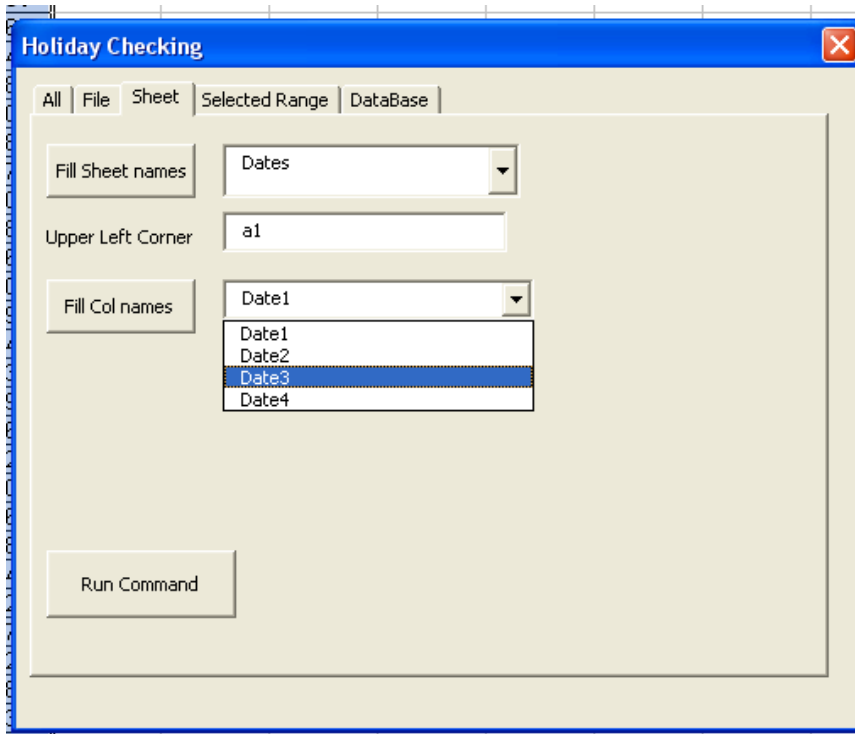 Holiday Checking
All File Sheet Selected Range DataBase
Fill Sheet names Dates
Upper Left Corner a1
Fill Col names Date1
Date1
Date2
Date3
Date4
Run Command